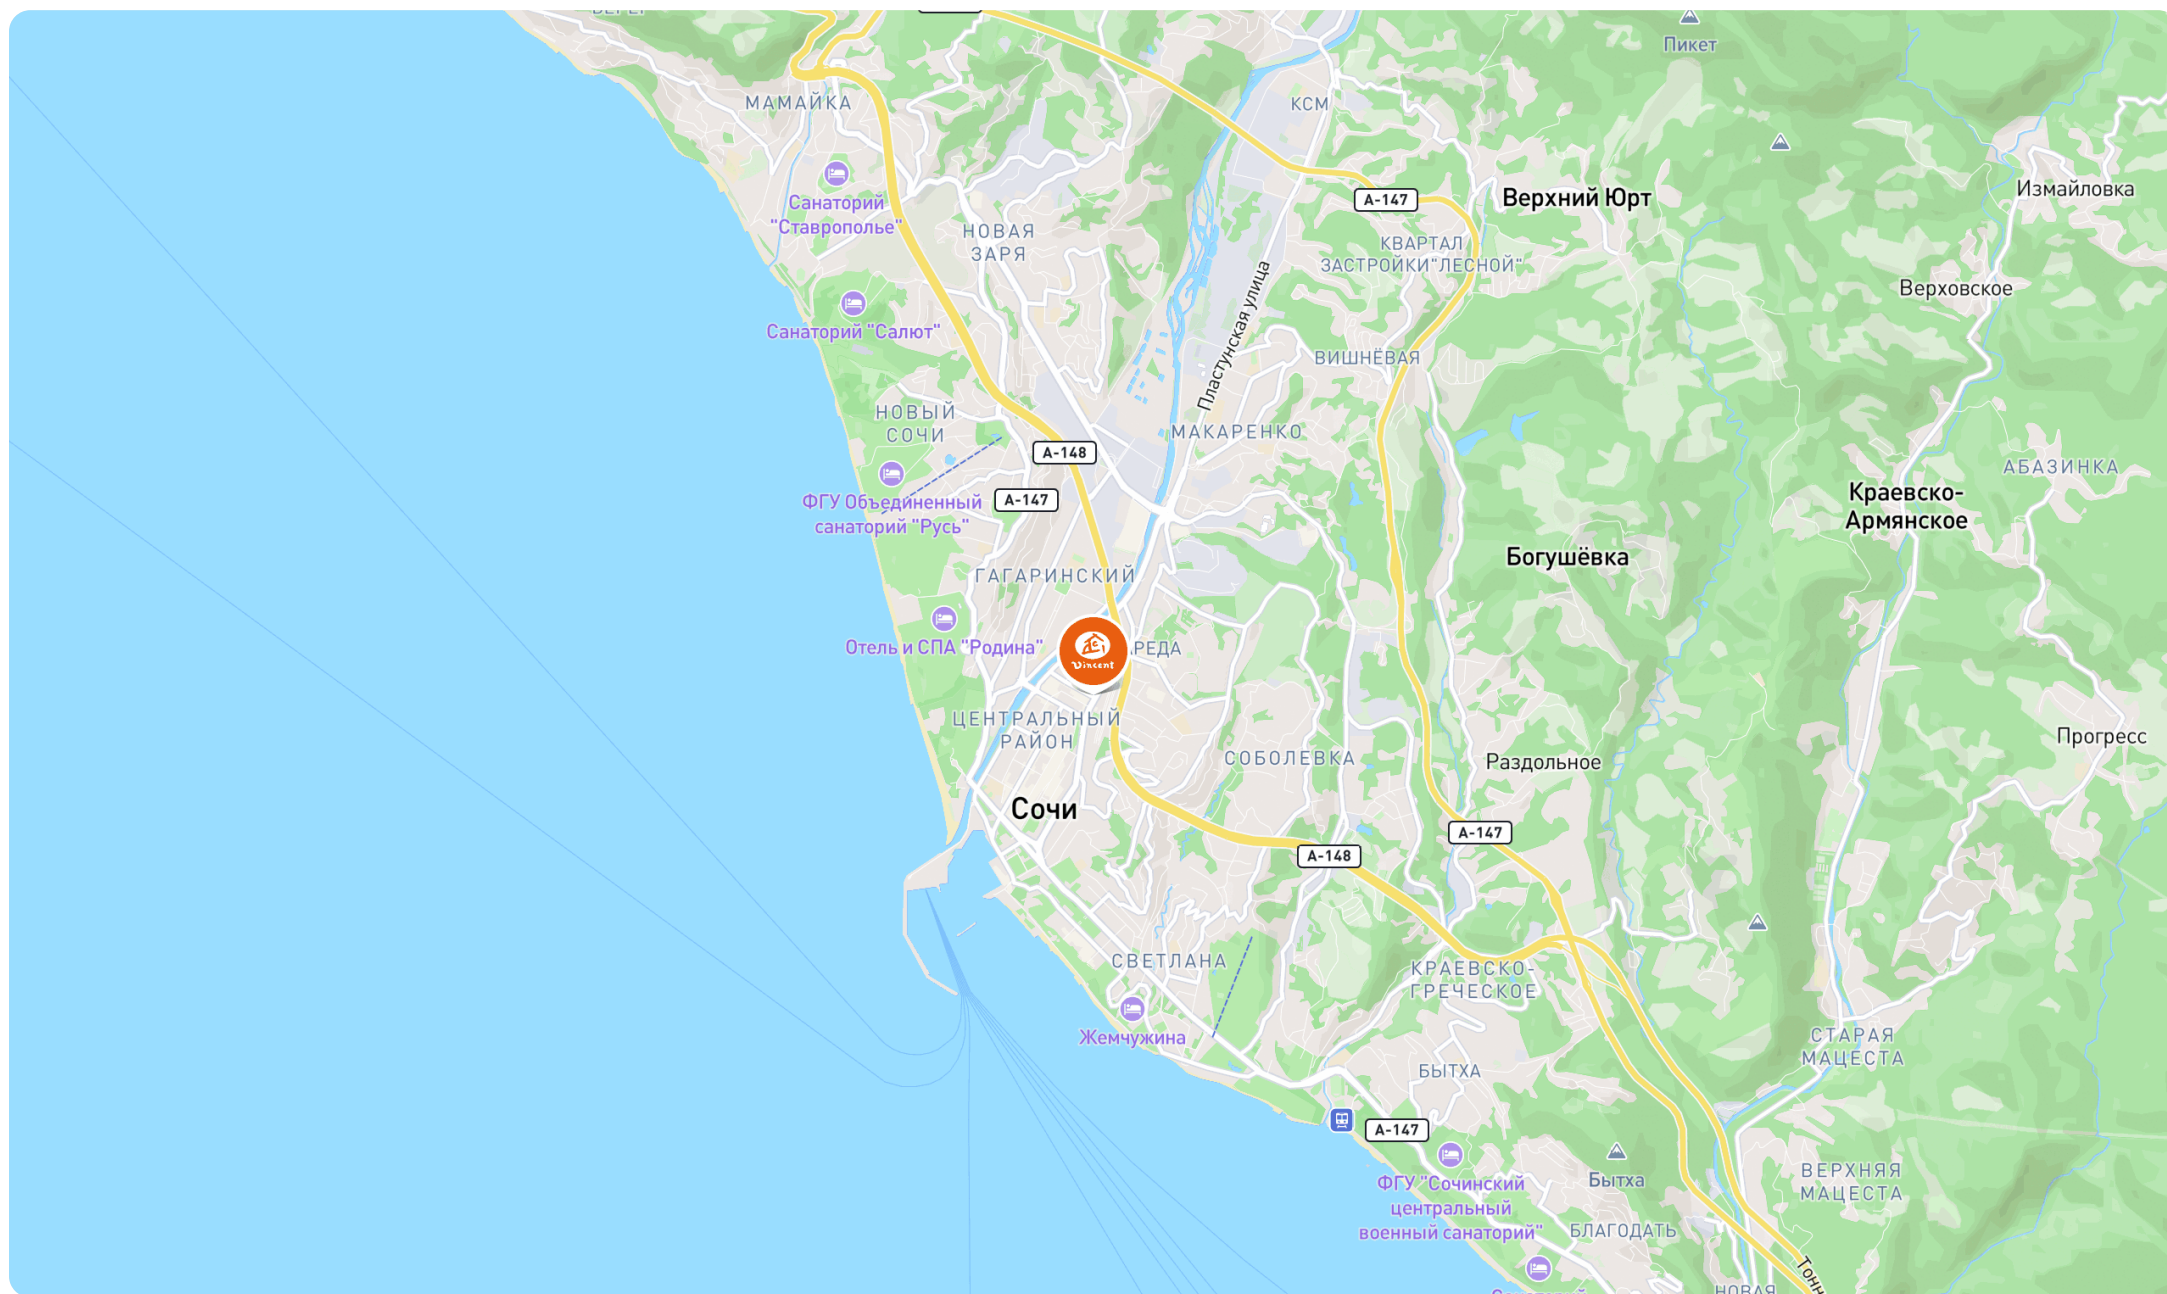 Пикет
МАМАЙКА
КСМ
Санаторий
"Ставрополье"
А-147
Верхний Юрт
Измайловка
НОВАЯ
ЗАРЯ
КВАРТАЛ
ЗАСТРОЙКИ"ЛЕСНОЙ"
Верховское
Санаторий "Салют"
Пластунская улица
ВИШНЁВАЯ
НОВЫЙ
СОЧИ
МАКАРЕНКО
А-148
АБАЗИНКА
ФГУ Объединенный
санаторий "Русь"
А-147
Краевско-
Армянское
Богушёвка
ГАГАРИНСКИЙ
Отель и СПА "Родина"
Vincent
РЕДА
ЦЕНТРАЛЬНЫЙ
РАЙОН
Прогресс
СОБОЛЕВКА
Раздольное
Сочи
А-147
А-148
СВЕТЛАНА
КРАЕВСКО-
ГРЕЧЕСКОЕ
Жемчужина
СТАРАЯ
МАЦЕСТА
БЫТХА
А-147
ФГУ "Сочинский
центральный
военный санаторий"
Бытха
ВЕРХНЯЯ
МАЦЕСТА
БЛАГОДАТЬ
Тонн
НОВАЯ